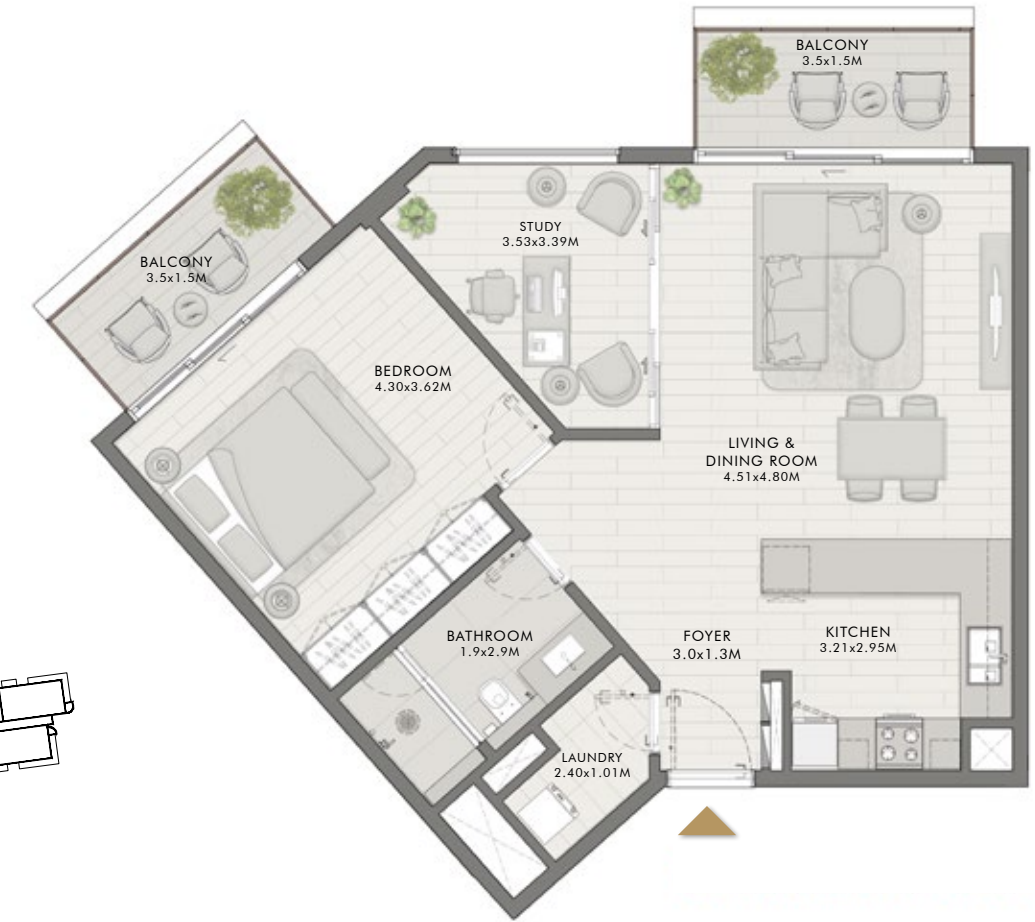 BALCONY
3.5x1.5M
STUDY
3.53x3.39M
BALCONY
3.5x1.5M
BEDROOM
4.30x3.62M
LIVING &
DINING ROOM
4.51x4.80M
BATHROOM
1.9x2.9M
FOYER
3.0x1.3M
KITCHEN
3.21x2.95M
LAUNDRY
2.40x1.01M